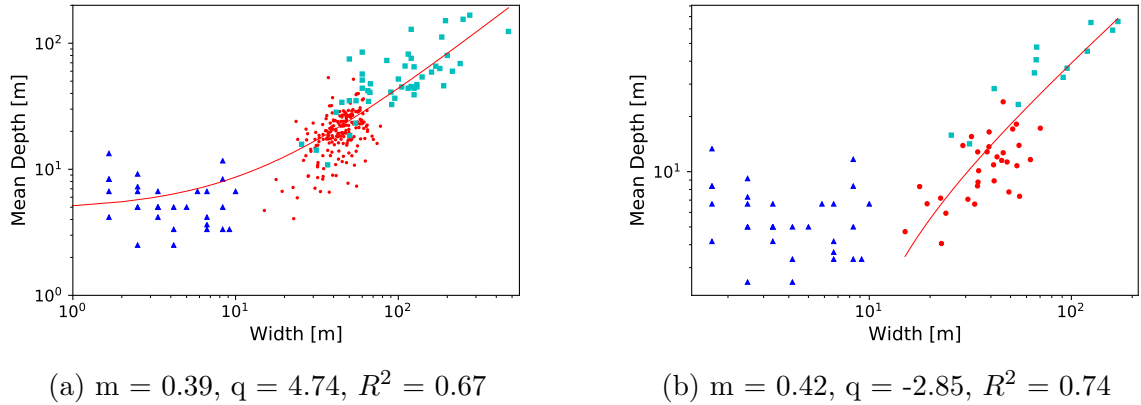 10²
10¹
10⁰
Mean Depth [m]
10⁰ 10¹ 10²
Width [m]
10¹
Mean Depth [m]
10¹ 10²
Width [m]
(a) m = 0.39, q = 4.74, R² = 0.67
(b) m = 0.42, q = -2.85, R² = 0.74